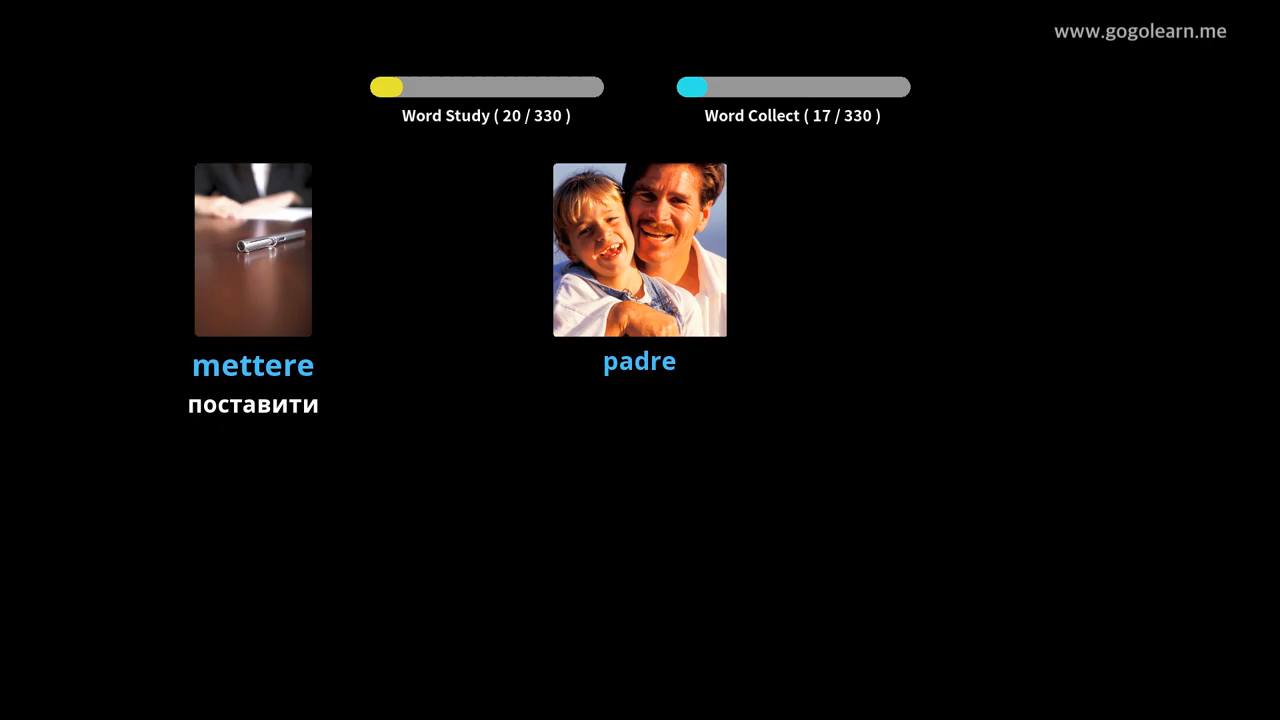 www.gogolearn.me
Word Study ( 20 / 330 )
Word Collect ( 17 / 330 )
mettere
поставити
padre